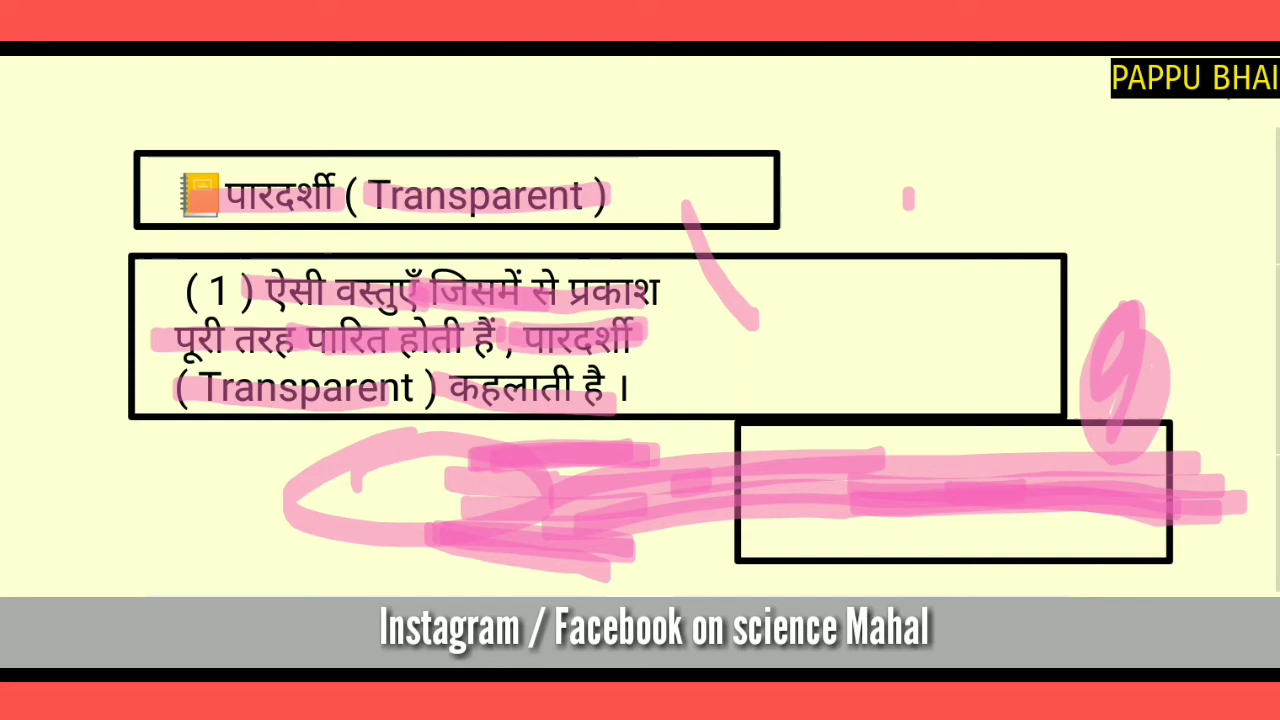 PAPPU BHAI
पारदर्शी ( Transparent )
( 1 ) ऐसी वस्तुएँ जिसमें से प्रकाश
पूरी तरह पारित होती हैं , पारदर्शी
( Transparent ) कहलाती है ।
Instagram / Facebook on science Mahal